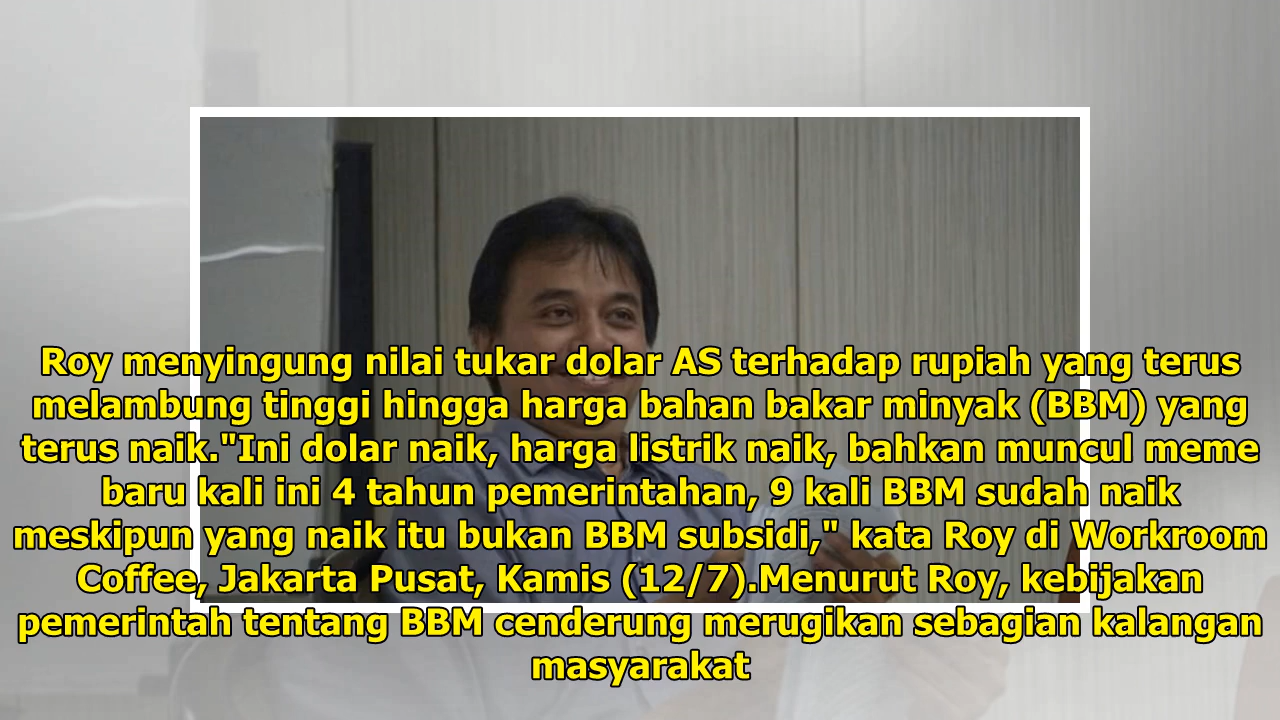 Roy menyingung nilai tukar dolar AS terhadap rupiah yang terus
melambung tinggi hingga harga bahan bakar minyak (BBM) yang
terus naik."Ini dolar naik, harga listrik naik, bahkan muncul meme
baru kali ini 4 tahun pemerintahan, 9 kali BBM sudah naik
meskipun yang naik itu bukan BBM subsidi," kata Roy di Workroom
Coffee, Jakarta Pusat, Kamis (12/7).Menurut Roy, kebijakan
pemerintah tentang BBM cenderung merugikan sebagian kalangan
masyarakat